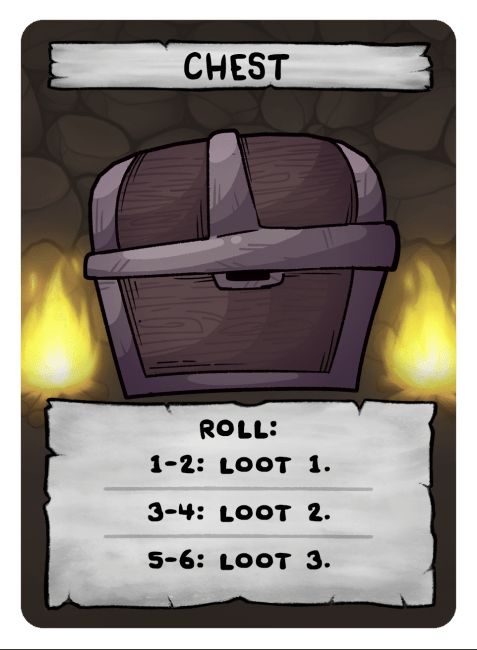 CHEST
ROLL:
1-2: LOOT 1.
3-4: LOOT 2.
5-6: LOOT 3.